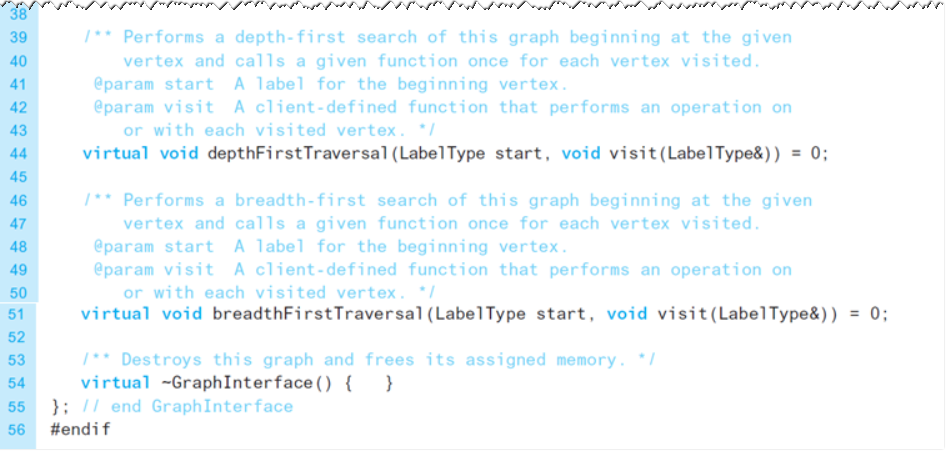 38
39 /** Performs a depth-first search of this graph beginning at the given
40 vertex and calls a given function once for each vertex visited.
41 @param start A label for the beginning vertex.
42 @param visit A client-defined function that performs an operation on
43 or with each visited vertex. */
44 virtual void depthFirstTraversal(LabelType start, void visit(LabelType&)) = 0;
45
46 /** Performs a breadth-first search of this graph beginning at the given
47 vertex and calls a given function once for each vertex visited.
48 @param start A label for the beginning vertex.
49 @param visit A client-defined function that performs an operation on
50 or with each visited vertex. */
51 virtual void breadthFirstTraversal(LabelType start, void visit(LabelType&)) = 0;
52
53 /** Destroys this graph and frees its assigned memory. */
54 virtual ~GraphInterface() { }
55 }; // end GraphInterface
56 #endif